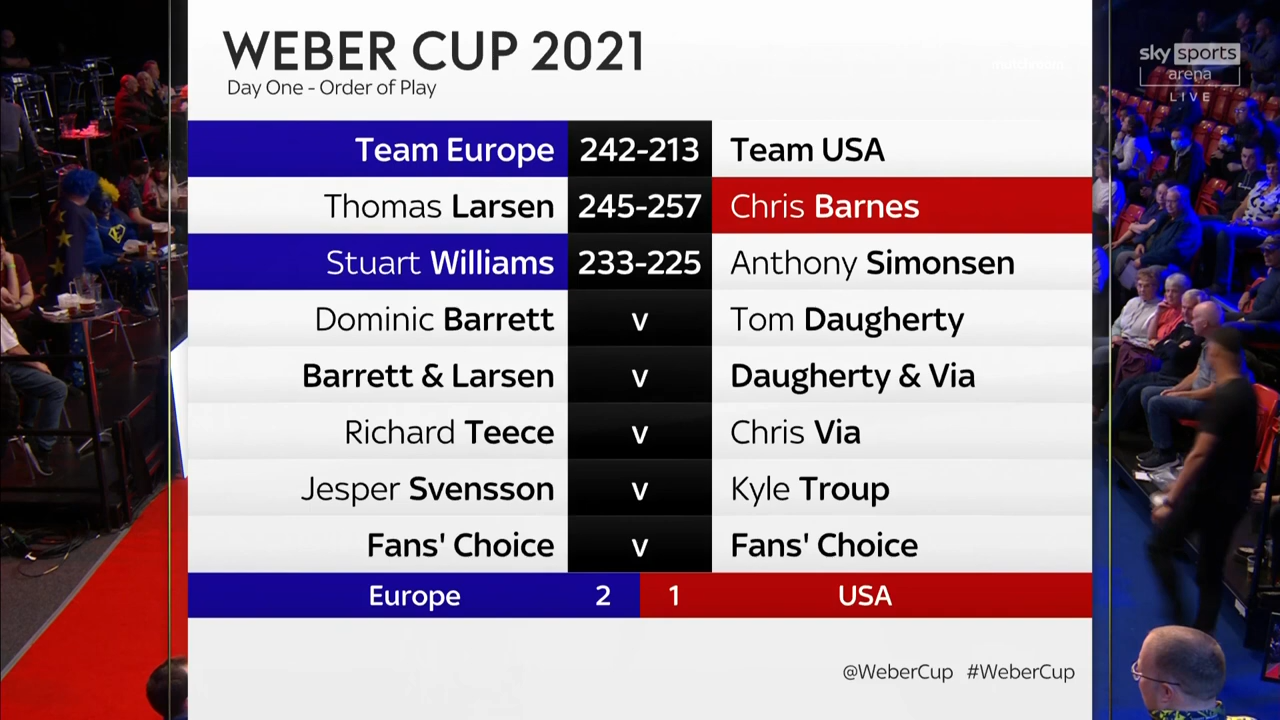 WEBER CUP 2021
Day One - Order of Play
matchroom
sky sports
arena
LIVE
Team Europe 242-213 Team USA
Thomas Larsen 245-257 Chris Barnes
Stuart Williams 233-225 Anthony Simonsen
Dominic Barrett v Tom Daugherty
Barrett & Larsen v Daugherty & Via
Richard Teece v Chris Via
Jesper Svensson v Kyle Troup
Fans' Choice v Fans' Choice
Europe 2 1 USA
@WeberCup #WeberCup